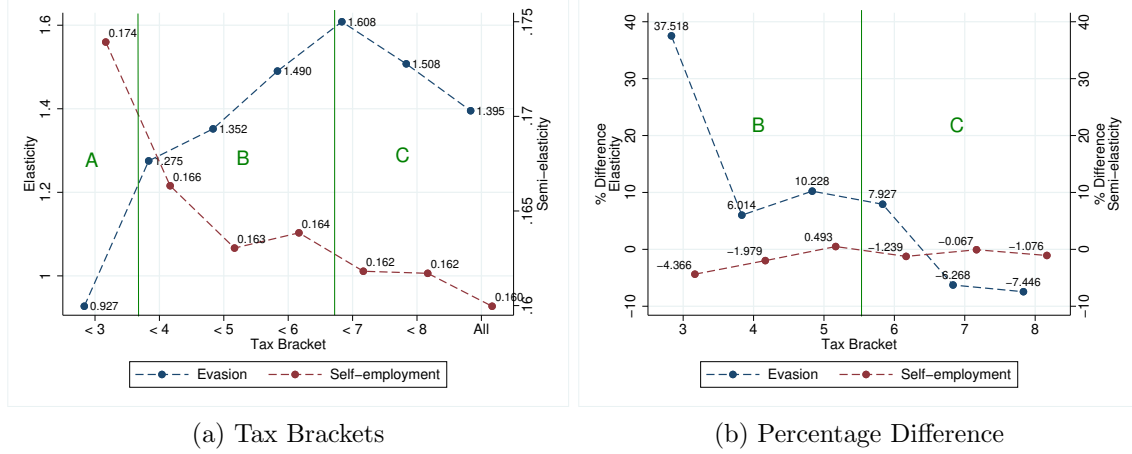 1.6
1.4
1.2
1
Elasticity
.175
.17
.165
.16
Semi−elasticity
0.174
1.608
1.490
1.508
1.352
1.395
1.275
0.166
0.163
0.164
0.162
0.162
0.160
0.927
A
B
C
< 3
< 4
< 5
< 6
< 7
< 8
All
Tax Bracket
Evasion
Self−employment
(a) Tax Brackets
40
30
20
10
0
−10
% Difference
Elasticity
40
30
20
10
0
−10
% Difference
Semi−elasticity
37.518
B
C
6.014
10.228
7.927
−4.366
−1.979
0.493
−1.239
−0.067
−1.076
−6.268
−7.446
3
4
5
6
7
8
Tax Bracket
Evasion
Self−employment
(b) Percentage Difference